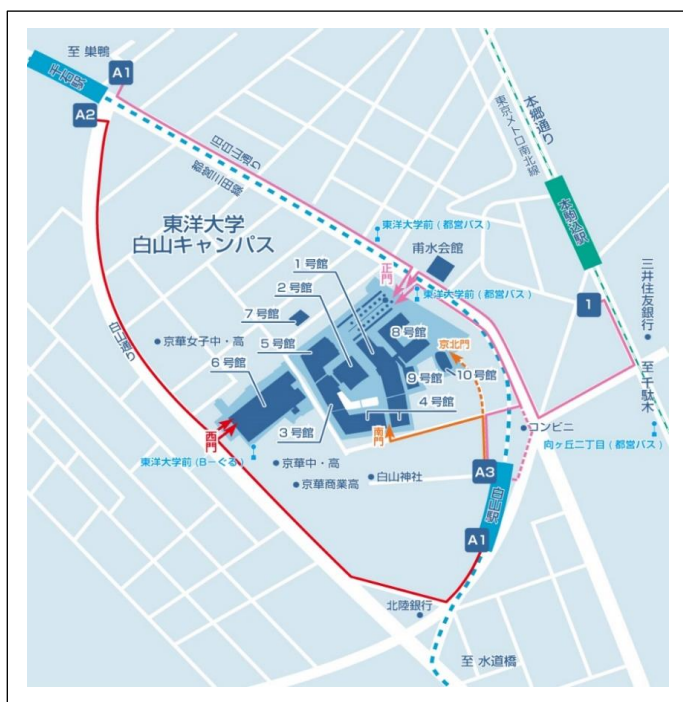 至 巣鴨
A1
千石駅
A2
旧白山通り
都営三田線
本郷通り
東京メトロ南北線
本駒込駅
東洋大学
白山キャンパス
東洋大学前 ( 都営バス )
甫水会館
正門
東洋大学前 ( 都営バス )
1 号館
2 号館
7 号館
8 号館
5 号館
京華女子中・高
6 号館
京北門
9 号館
10 号館
4 号館
3 号館
1
三井住友銀行
至 千駄木
白山通り
西門
南門
コンビニ
向ヶ丘二丁目 ( 都営バス )
東洋大学前 (B-ぐる)
京華中・高
白山神社
京華商業高
A3
白山駅
A1
北陸銀行
至 水道橋